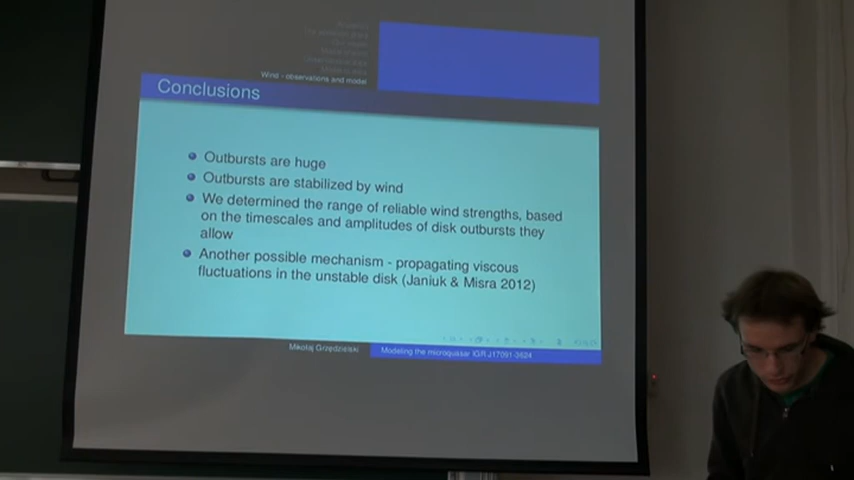 Wind - observations and model
Conclusions
Outbursts are huge
Outbursts are stabilized by wind
We determined the range of reliable wind strengths, based
on the timescales and amplitudes of disk outbursts they
allow
Another possible mechanism - propagating viscous
fluctuations in the unstable disk (Janiuk & Misra 2012)
Mikołaj Grzędzielski
Modeling the microquasar IGR J17091-3624